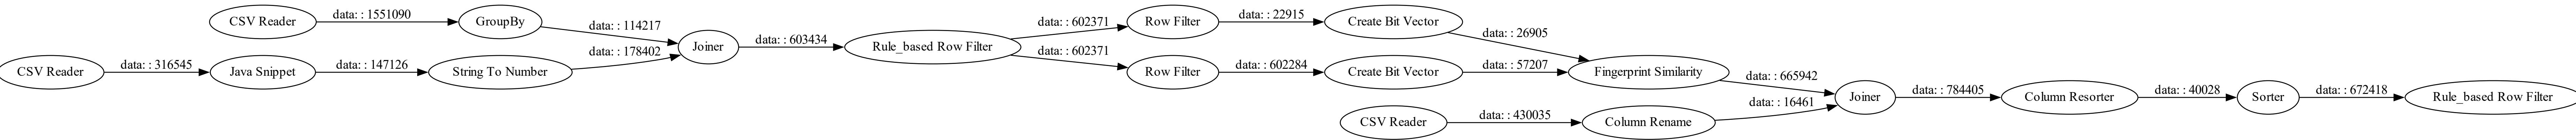 CSV Reader
data: : 1551090
GroupBy
data: : 114217
CSV Reader
data: : 316545
Java Snippet
data: : 147126
String To Number
data: : 178402
Joiner
data: : 603434
Rule_based Row Filter
data: : 602371
Row Filter
data: : 22915
Create Bit Vector
data: : 26905
data: : 602371
Row Filter
data: : 602284
Create Bit Vector
data: : 57207
Fingerprint Similarity
data: : 665942
CSV Reader
data: : 430035
Column Rename
data: : 16461
Joiner
data: : 784405
Column Resorter
data: : 40028
Sorter
data: : 672418
Rule_based Row Filter